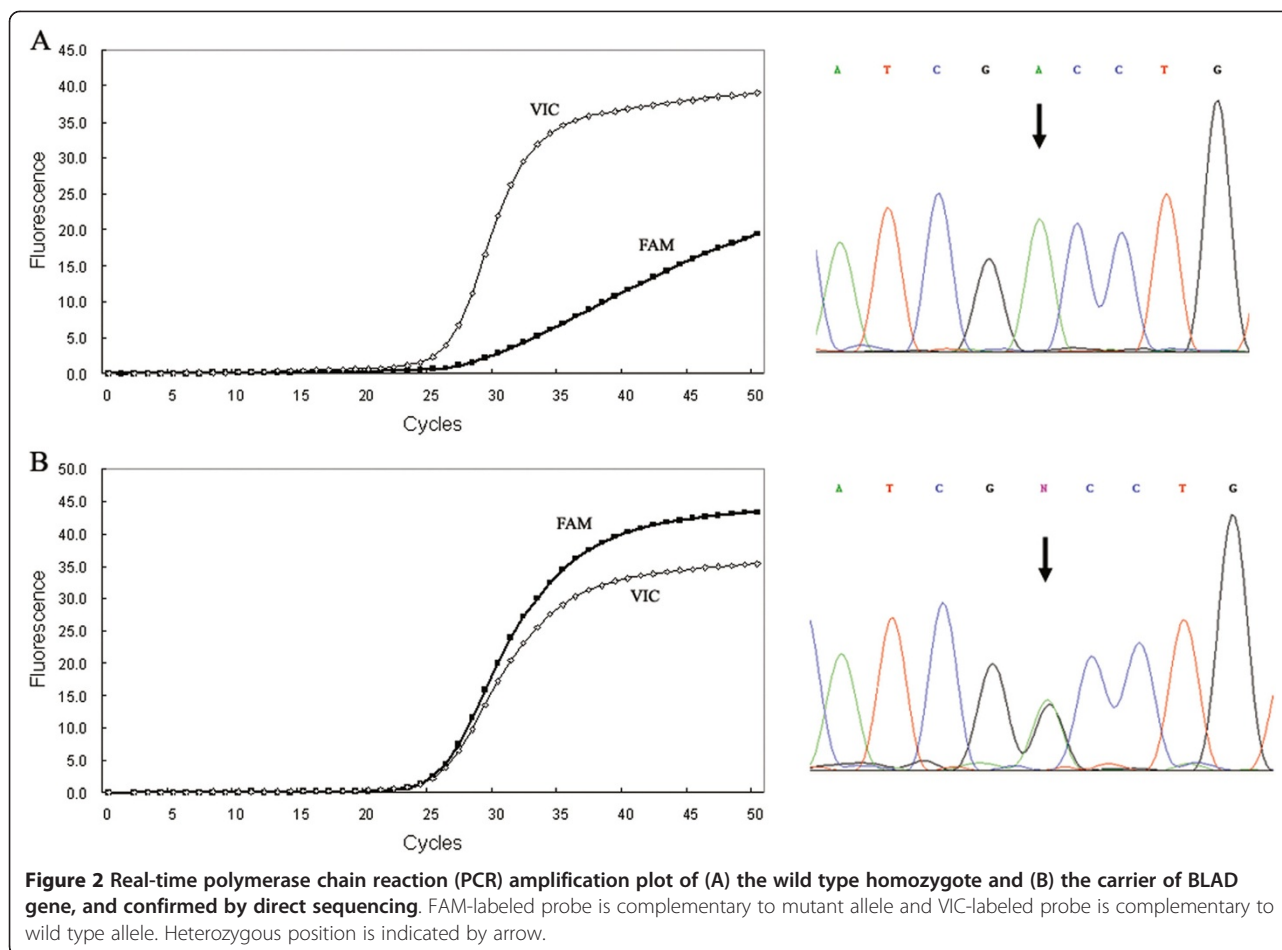 A
45.0
40.0
35.0
30.0
25.0
20.0
15.0
10.0
5.0
0.0
Fluorescence
VIC
FAM
0 5 10 15 20 25 30 35 40 45 50
Cycles
A T C G A C C T G
B
50.0
45.0
40.0
35.0
30.0
25.0
20.0
15.0
10.0
5.0
0.0
Fluorescence
FAM
VIC
0 5 10 15 20 25 30 35 40 45 50
Cycles
A T C G N C C T G
Figure 2 Real-time polymerase chain reaction (PCR) amplification plot of (A) the wild type homozygote and (B) the carrier of BLAD
gene, and confirmed by direct sequencing. FAM-labeled probe is complementary to mutant allele and VIC-labeled probe is complementary to
wild type allele. Heterozygous position is indicated by arrow.